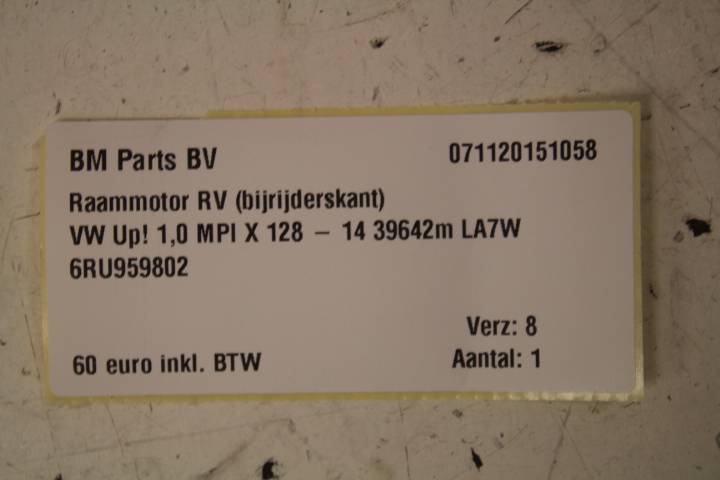 BM Parts BV 071120151058
Raammotor RV (bijrijderskant)
VW Up! 1,0 MPI X 128 – 14 39642m LA7W
6RU959802
Verz: 8
60 euro inkl. BTW Aantal: 1